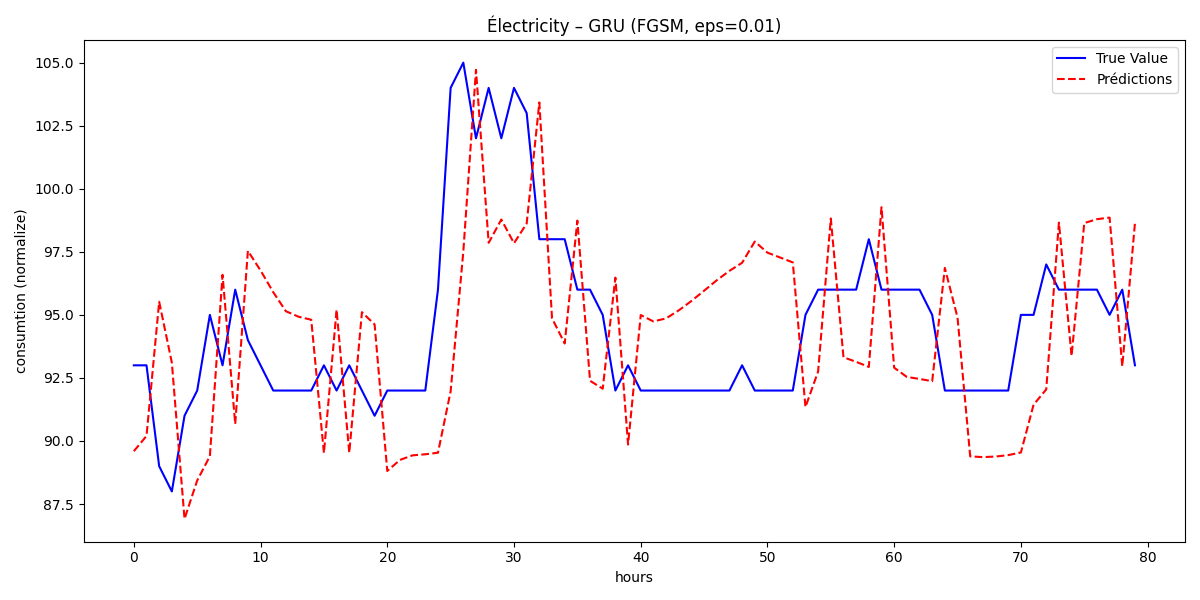 Électricity – GRU (FGSM, eps=0.01)
True Value
Prédictions
consumtion (normalize)
105.0
102.5
100.0
97.5
95.0
92.5
90.0
87.5
0 10 20 30 40 50 60 70 80
hours